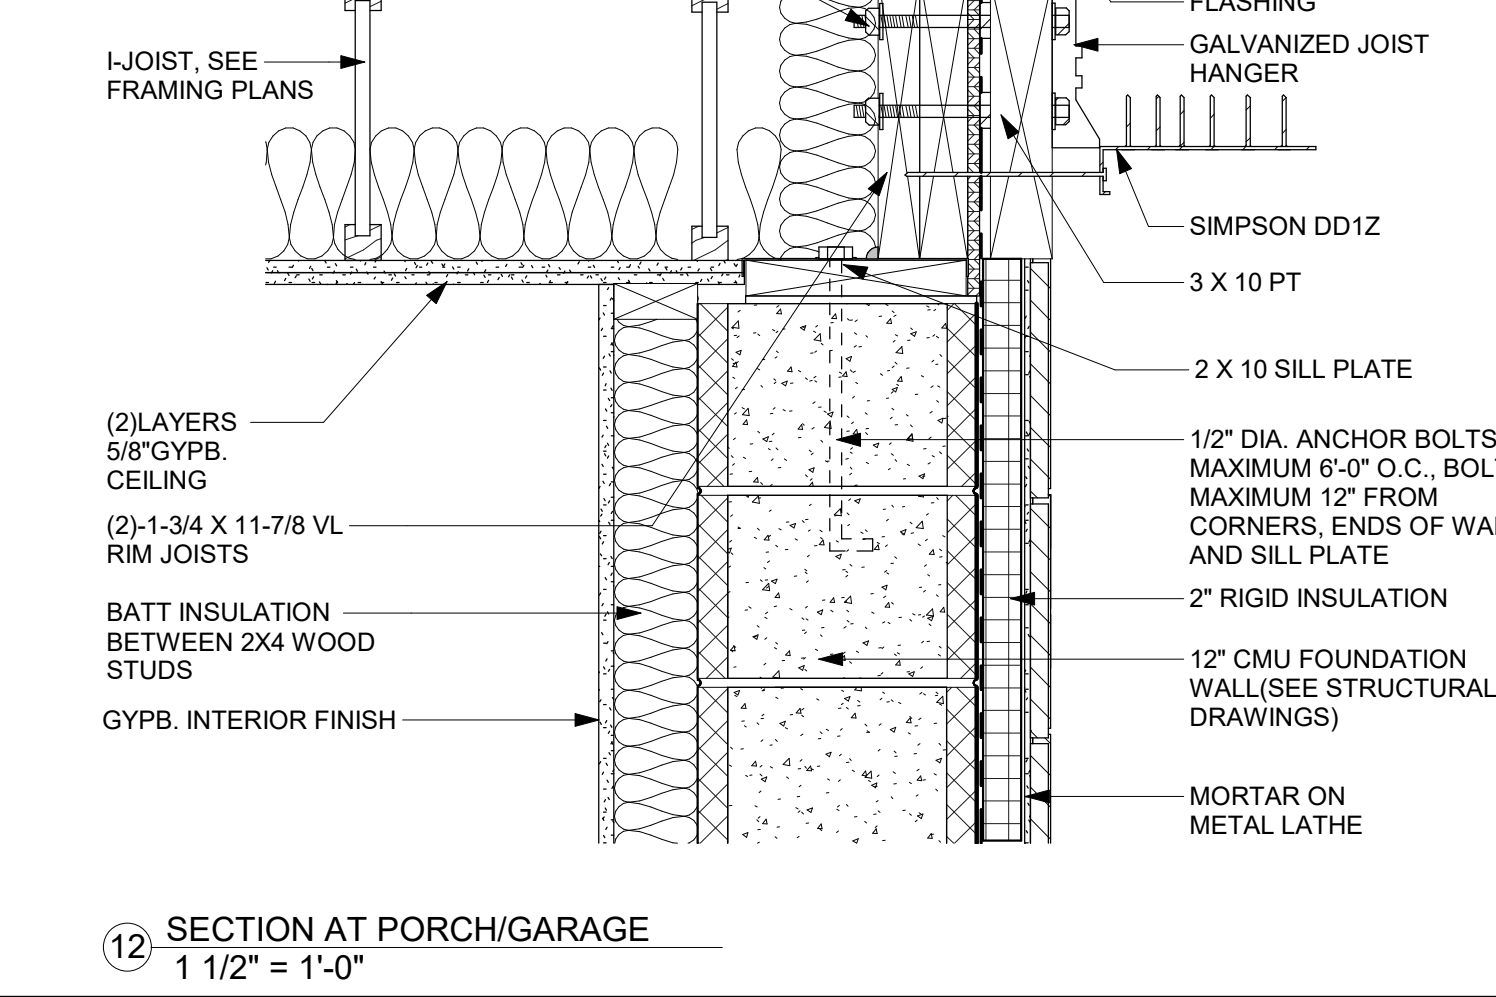 I-JOIST, SEE
FRAMING PLANS
(2)LAYERS
5/8"GYPB.
CEILING
(2)-1-3/4 X 11-7/8 VL
RIM JOISTS
BATT INSULATION
BETWEEN 2X4 WOOD
STUDS
GYPB. INTERIOR FINISH
FLASHING
GALVANIZED JOIST
HANGER
SIMPSON DD1Z
3 X 10 PT
2 X 10 SILL PLATE
1/2" DIA. ANCHOR BOLTS
MAXIMUM 6'-0" O.C.,
MAXIMUM 12" FROM
CORNERS, ENDS OF
AND SILL PLATE
2" RIGID INSULATION
12" CMU FOUNDATION
WALL(SEE STRUCTURAL
DRAWINGS)
MORTAR ON
METAL LATHE
12
SECTION AT PORCH/GARAGE
1 1/2" = 1'-0"